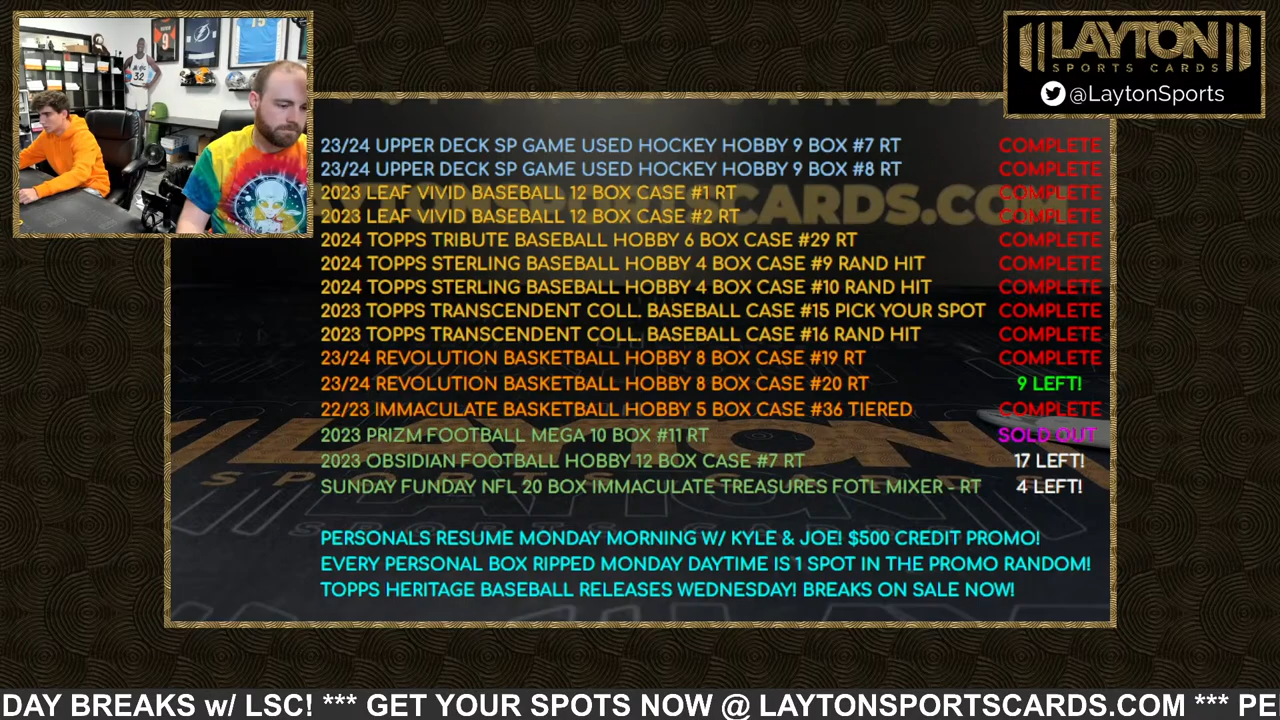 LAYTON
SPORTS CARDS
@LaytonSports
23/24 UPPER DECK SP GAME USED HOCKEY HOBBY 9 BOX #7 RT COMPLETE
23/24 UPPER DECK SP GAME USED HOCKEY HOBBY 9 BOX #8 RT COMPLETE
2023 LEAF VIVID BASEBALL 12 BOX CASE #1 RT COMPLETE
2023 LEAF VIVID BASEBALL 12 BOX CASE #2 RT COMPLETE
2024 TOPPS TRIBUTE BASEBALL HOBBY 6 BOX CASE #29 RT COMPLETE
2024 TOPPS STERLING BASEBALL HOBBY 4 BOX CASE #9 RAND HIT COMPLETE
2024 TOPPS STERLING BASEBALL HOBBY 4 BOX CASE #10 RAND HIT COMPLETE
2023 TOPPS TRANSCENDENT COLL. BASEBALL CASE #15 PICK YOUR SPOT COMPLETE
2023 TOPPS TRANSCENDENT COLL. BASEBALL CASE #16 RAND HIT COMPLETE
23/24 REVOLUTION BASKETBALL HOBBY 8 BOX CASE #19 RT COMPLETE
23/24 REVOLUTION BASKETBALL HOBBY 8 BOX CASE #20 RT 9 LEFT!
22/23 IMMACULATE BASKETBALL HOBBY 5 BOX CASE #36 TIERED COMPLETE
2023 PRIZM FOOTBALL MEGA 10 BOX #11 RT SOLD OUT
2023 OBSIDIAN FOOTBALL HOBBY 12 BOX CASE #7 RT 17 LEFT!
SUNDAY FUNDAY NFL 20 BOX IMMACULATE TREASURES FOTL MIXER - RT 4 LEFT!
PERSONALS RESUME MONDAY MORNING W/ KYLE & JOE! $500 CREDIT PROMO!
EVERY PERSONAL BOX RIPPED MONDAY DAYTIME IS 1 SPOT IN THE PROMO RANDOM!
TOPPS HERITAGE BASEBALL RELEASES WEDNESDAY! BREAKS ON SALE NOW!
DAY BREAKS w/ LSC! *** GET YOUR SPOTS NOW @ LAYTONSPORTSCARDS.COM *** PE